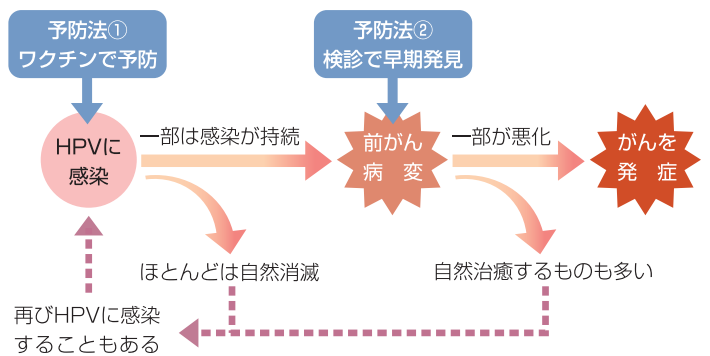 予防法①
ワクチンで予防
予防法②
検診で早期発見
HPVに
感染
一部は感染が持続
前がん
病　変
一部が悪化
がんを
発　症
ほとんどは自然消滅
自然治癒するものも多い
再びHPVに感染
することもある